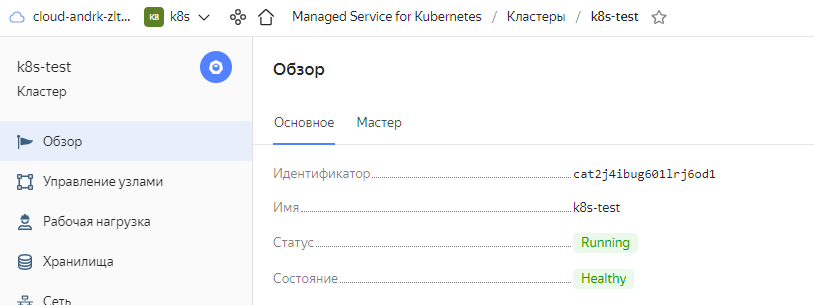 cloud-andrk-zlt... K8 k8s Managed Service for Kubernetes / Кластеры / k8s-test
k8s-test
Кластер
Обзор
Управление узлами
Рабочая нагрузка
Хранилища
Сеть
Обзор
Основное Мастер
Идентификатор cat2j4ibug601lrj6od1
Имя k8s-test
Статус Running
Состояние Healthy